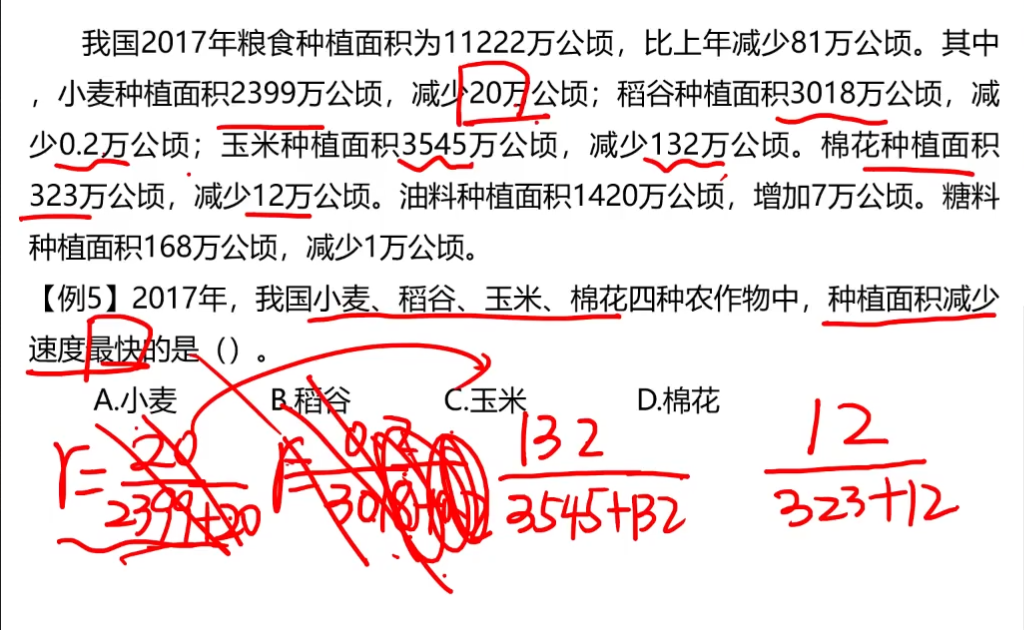 我国2017年粮食种植面积为11222万公顷，比上年减少81万公顷。其中
，小麦种植面积2399万公顷，减少20万公顷；稻谷种植面积3018万公顷，减
少0.2万公顷；玉米种植面积3545万公顷，减少132万公顷。棉花种植面积
323万公顷，减少12万公顷。油料种植面积1420万公顷，增加7万公顷。糖料
种植面积168万公顷，减少1万公顷。
【例5】2017年，我国小麦、稻谷、玉米、棉花四种农作物中，种植面积减少
速度最快的是（）。
A.小麦 B.稻谷 C.玉米 D.棉花
r= 20 r= 0.2 132 12
2399+20 3018+0.2 3545+132 323+12